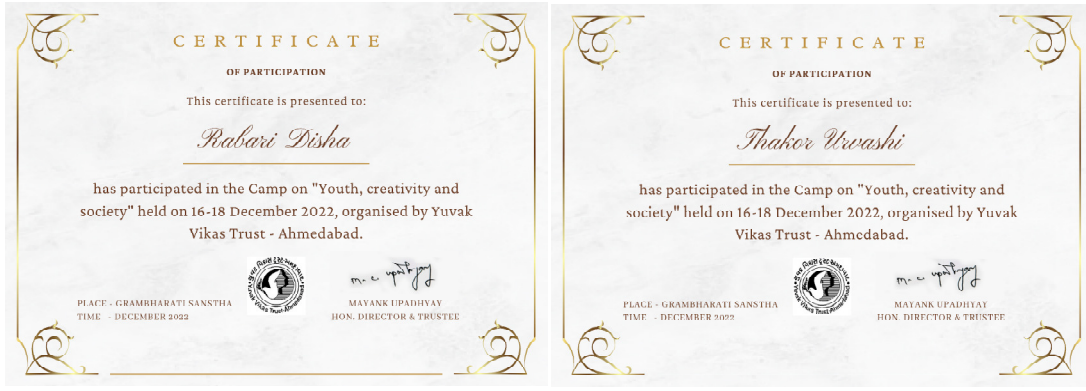 CERTIFICATE
OF PARTICIPATION
This certificate is presented to:
Rabari Disha
has participated in the Camp on "Youth, creativity and
society" held on 16-18 December 2022, organised by Yuvak
Vikas Trust - Ahmedabad.
m. c. upadhyay
PLACE - GRAMBHARATI SANSTHA
TIME - DECEMBER 2022
MAYANK UPADHYAY
HON. DIRECTOR & TRUSTEE
CERTIFICATE
OF PARTICIPATION
This certificate is presented to:
Thakor Urvashi
has participated in the Camp on "Youth, creativity and
society" held on 16-18 December 2022, organised by Yuvak
Vikas Trust - Ahmedabad.
m. c. upadhyay
PLACE - GRAMBHARATI SANSTHA
TIME - DECEMBER 2022
MAYANK UPADHYAY
HON. DIRECTOR & TRUSTEE